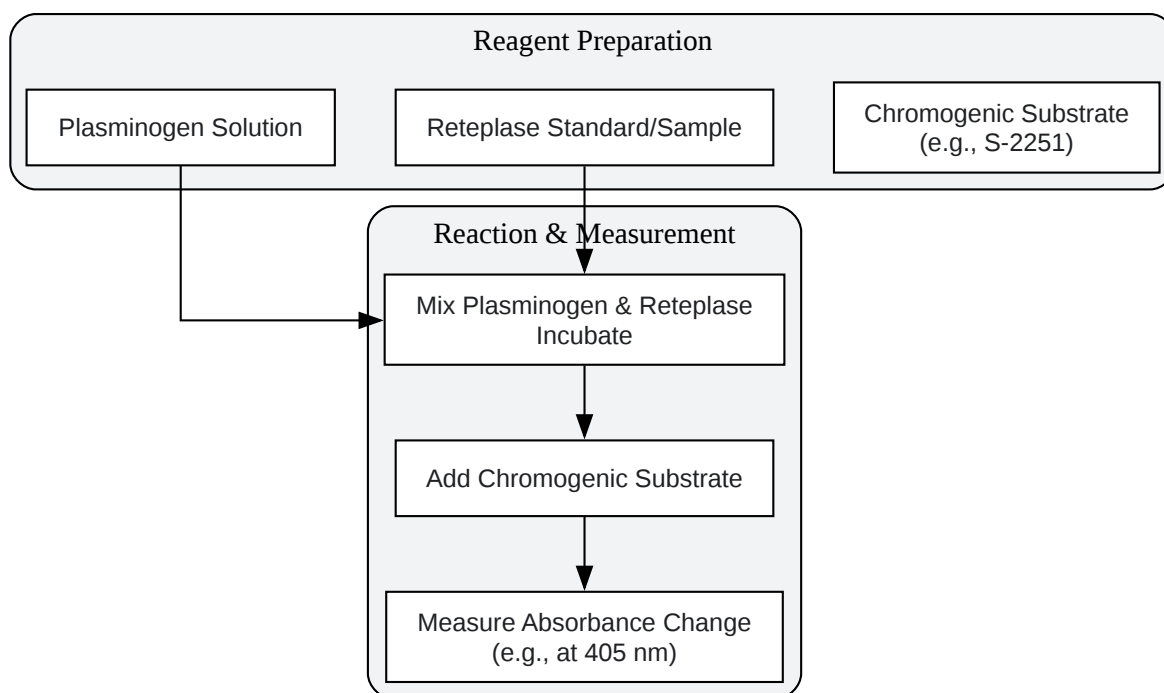 Reagent Preparation
Plasminogen Solution
Reteplase Standard/Sample
Chromogenic Substrate
(e.g., S-2251)
Reaction & Measurement
Mix Plasminogen & Reteplase
Incubate
Add Chromogenic Substrate
Measure Absorbance Change
(e.g., at 405 nm)